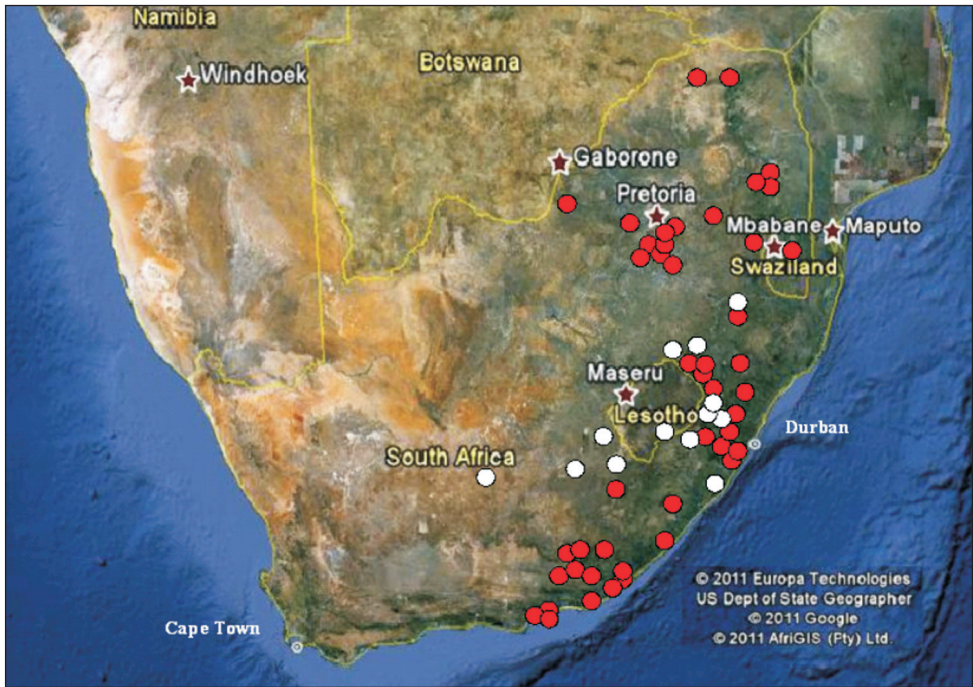 Namibia
Botswana
Windhoek
Gaborone
Pretoria
Mbabane
Maputo
Swaziland
Maseru
Lesotho
Durban
South Africa
© 2011 Europa Technologies
US Dept of State Geographer
© 2011 Google
© 2011 AfriGIS (Pty) Ltd.
Cape Town